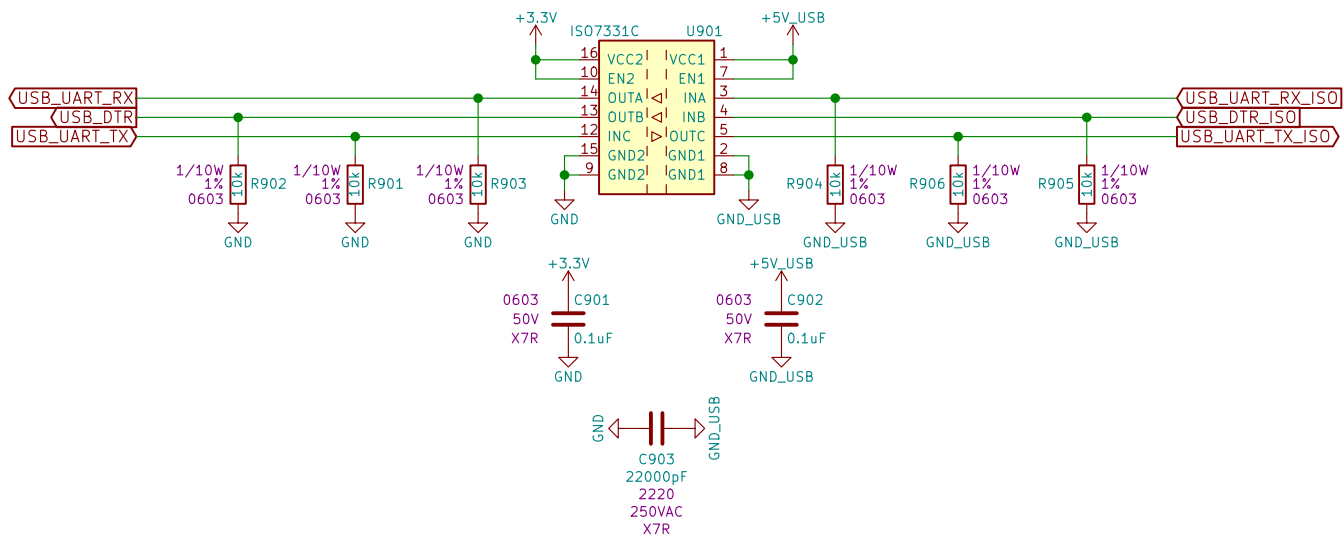 +3.3V +5V_USB
ISO7331C U901
16 VCC2 VCC1 1
10 EN2 EN1 7
USB_UART_RX 14 OUTA INA 3 USB_UART_RX_ISO
USB_DTR 13 OUTB INB 4 USB_DTR_ISO
USB_UART_TX 12 INC OUTC 5 USB_UART_TX_ISO
15 GND2 GND1 2
9 GND2 GND1 8
1/10W 1% 0603 10k R902
1/10W 1% 0603 10k R901
1/10W 1% 0603 10k R903
R904 10k 1/10W 1% 0603
R906 10k 1/10W 1% 0603
R905 10k 1/10W 1% 0603
GND GND_USB
GND GND GND GND_USB GND_USB GND_USB
+3.3V +5V_USB
0603 C901 0603 C902
50V 50V
X7R 0.1uF X7R 0.1uF
GND GND_USB
GND GND_USB
C903
22000pF
2220
250VAC
X7R